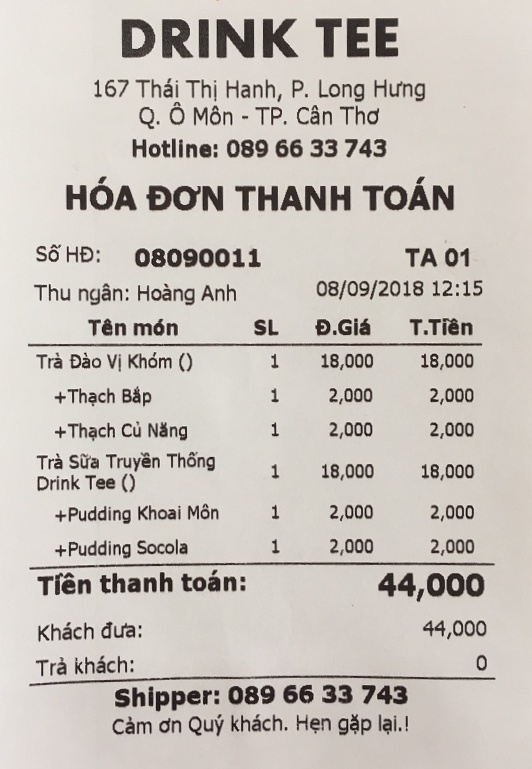 DRINK TEE
167 Thái Thị Hanh, P. Long Hưng
Q. Ô Môn - TP. Cân Thơ
Hotline: 089 66 33 743
HÓA ĐƠN THANH TOÁN
Số HĐ: 08090011 TA 01
Thu ngân: Hoàng Anh 08/09/2018 12:15
Tên món SL Đ.Giá T.Tiền
Trà Đào Vị Khóm () 1 18,000 18,000
+Thạch Bắp 1 2,000 2,000
+Thạch Củ Năng 1 2,000 2,000
Trà Sữa Truyền Thống
Drink Tee () 1 18,000 18,000
+Pudding Khoai Môn 1 2,000 2,000
+Pudding Socola 1 2,000 2,000
Tiền thanh toán: 44,000
Khách đưa: 44,000
Trả khách: 0
Shipper: 089 66 33 743
Cảm ơn Quý khách. Hẹn gặp lại.!